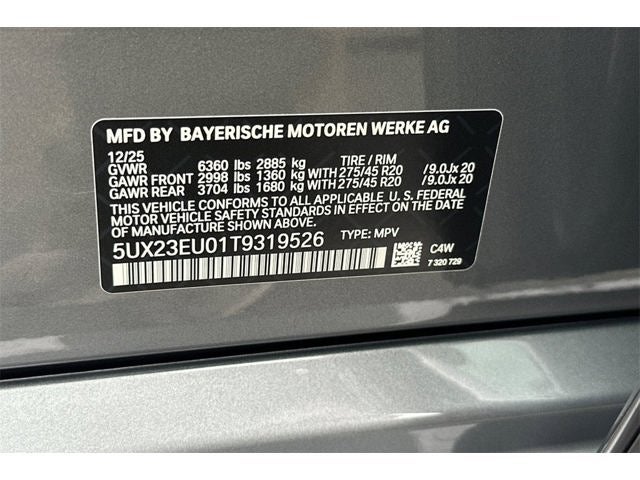 MFD BY BAYERISCHE MOTOREN WERKE AG
12/25
GVWR 6360 lbs 2885 kg TIRE / RIM
GAWR FRONT 2998 lbs 1360 kg WITH 275/45 R20 / 9.0Jx 20
GAWR REAR 3704 lbs 1680 kg WITH 275/45 R20 / 9.0Jx 20
THIS VEHICLE CONFORMS TO ALL APPLICABLE U. S. FEDERAL
MOTOR VEHICLE SAFETY STANDARDS IN EFFECT ON THE
DATE OF MANUFACTURE SHOWN ABOVE.
5UX23EU01T9319526 TYPE: MPV
C4W
7 320 729